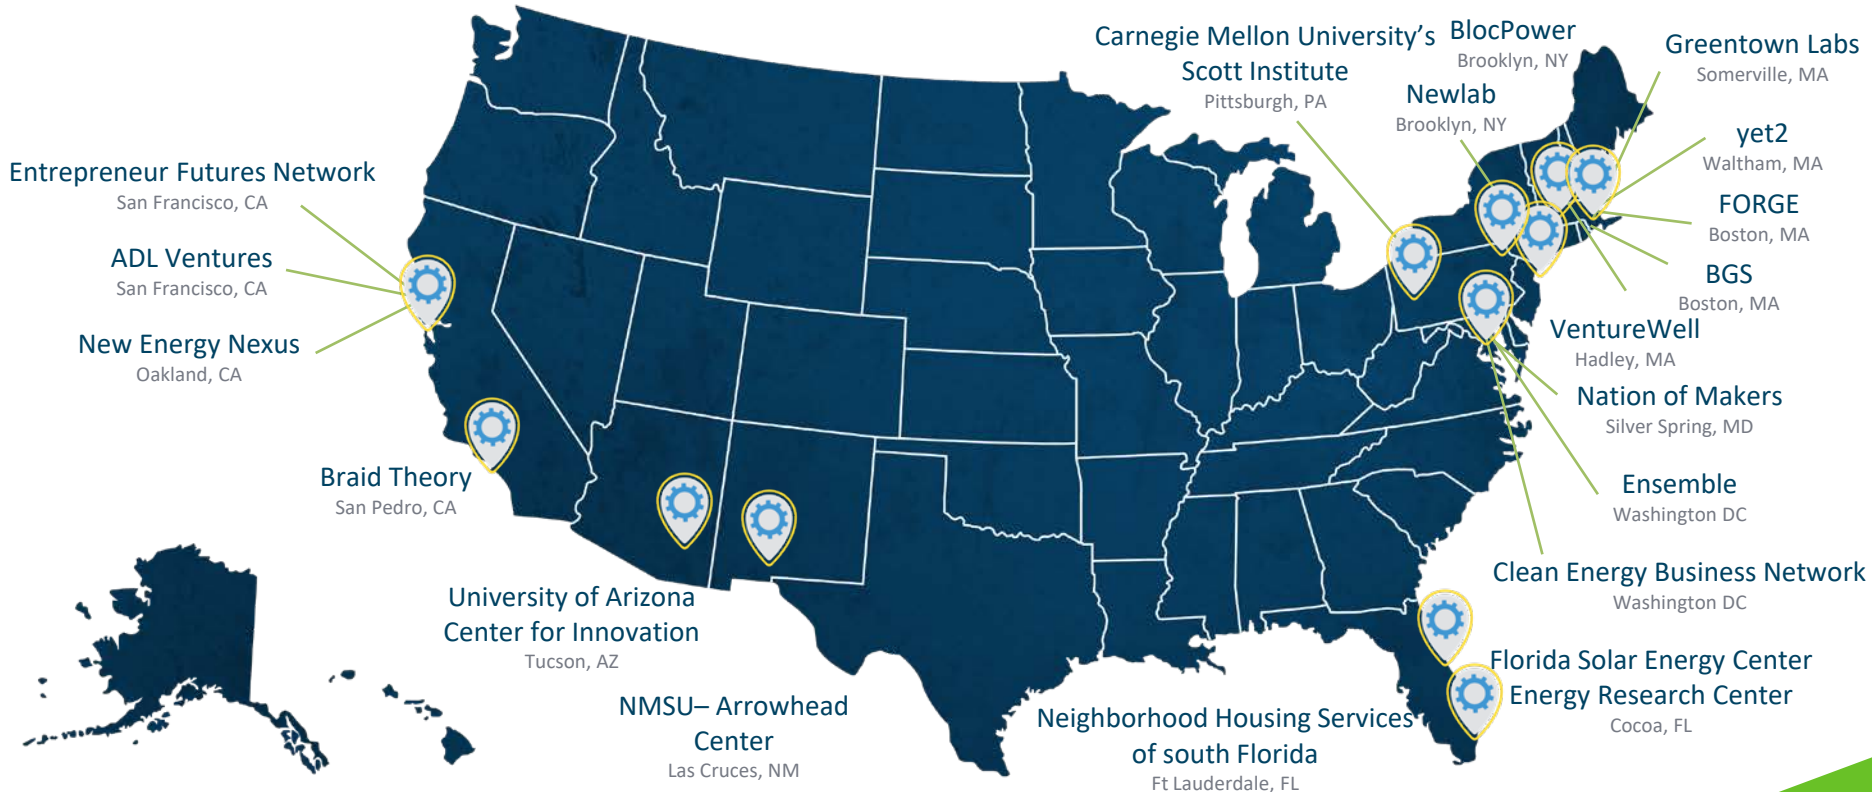 Carnegie Mellon University's
Scott Institute
Pittsburgh, PA
BlocPower
Brooklyn, NY
Newlab
Brooklyn, NY
Greentown Labs
Somerville, MA
yet2
Waltham, MA
FORGE
Boston, MA
BGS
Boston, MA
VentureWell
Hadley, MA
Nation of Makers
Silver Spring, MD
Ensemble
Washington DC
Clean Energy Business Network
Washington DC
Entrepreneur Futures Network
San Francisco, CA
ADL Ventures
San Francisco, CA
New Energy Nexus
Oakland, CA
Braid Theory
San Pedro, CA
University of Arizona
Center for Innovation
Tucson, AZ
NMSU– Arrowhead
Center
Las Cruces, NM
Neighborhood Housing Services
of south Florida
Ft Lauderdale, FL
Florida Solar Energy Center
Energy Research Center
Cocoa, FL